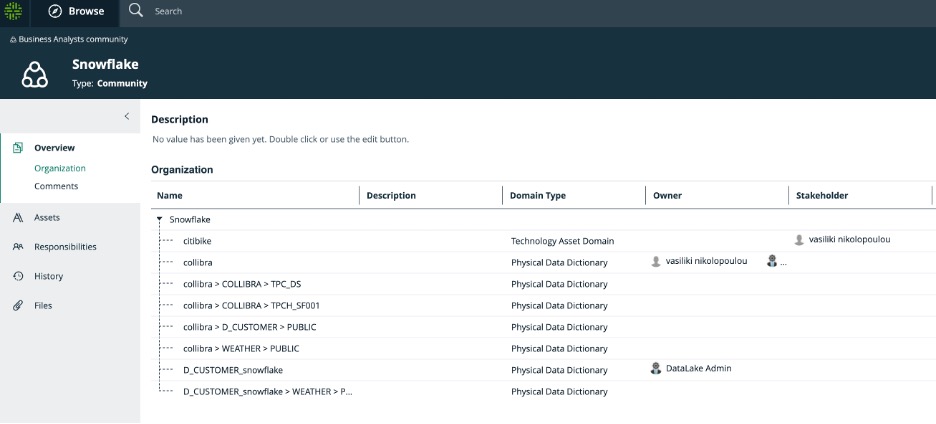 Browse Search
Business Analysts community
Snowflake
Type: Community
Overview
Organization
Comments
Assets
Responsibilities
History
Files
Description
No value has been given yet. Double click or use the edit button.
Organization
Name Description Domain Type Owner Stakeholder
Snowflake
citibike Technology Asset Domain vasiliki nikolopoulou
collibra Physical Data Dictionary vasiliki nikolopoulou ...
collibra > COLLIBRA > TPC_DS Physical Data Dictionary
collibra > COLLIBRA > TPCH_SF001 Physical Data Dictionary
collibra > D_CUSTOMER > PUBLIC Physical Data Dictionary
collibra > WEATHER > PUBLIC Physical Data Dictionary
D_CUSTOMER_snowflake Physical Data Dictionary DataLake Admin
D_CUSTOMER_snowflake > WEATHER > P... Physical Data Dictionary